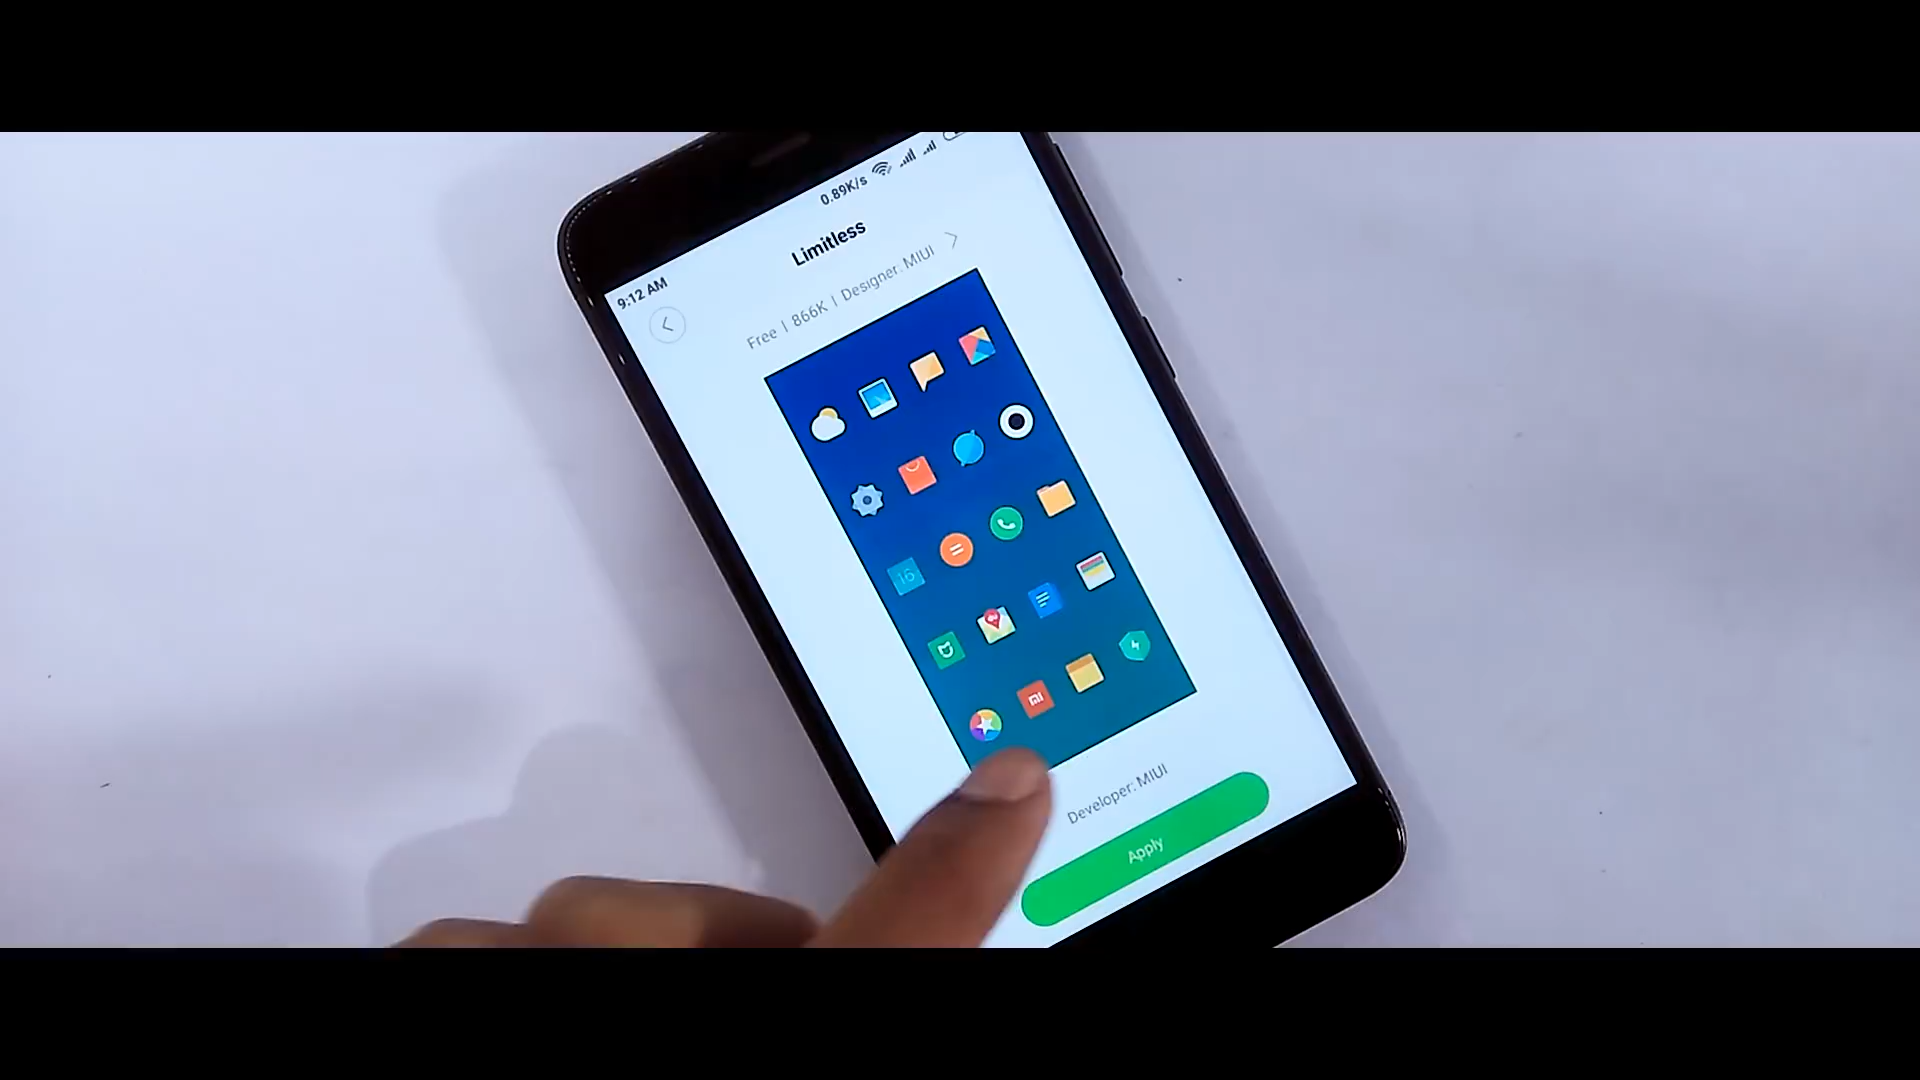 9:12 AM
0.89K/s
Limitless
Free | 866K | Designer: MIUI
16
Developer: MIUI
Apply